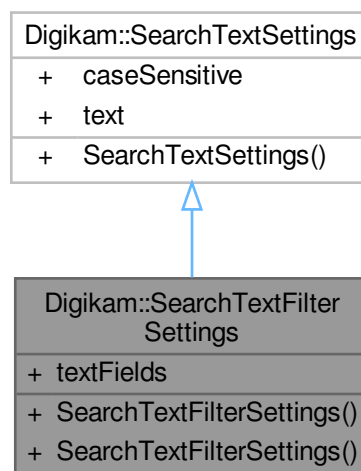 Digikam::SearchTextSettings
+ caseSensitive
+ text
+ SearchTextSettings()
Digikam::SearchTextFilter
Settings
+ textFields
+ SearchTextFilterSettings()
+ SearchTextFilterSettings()